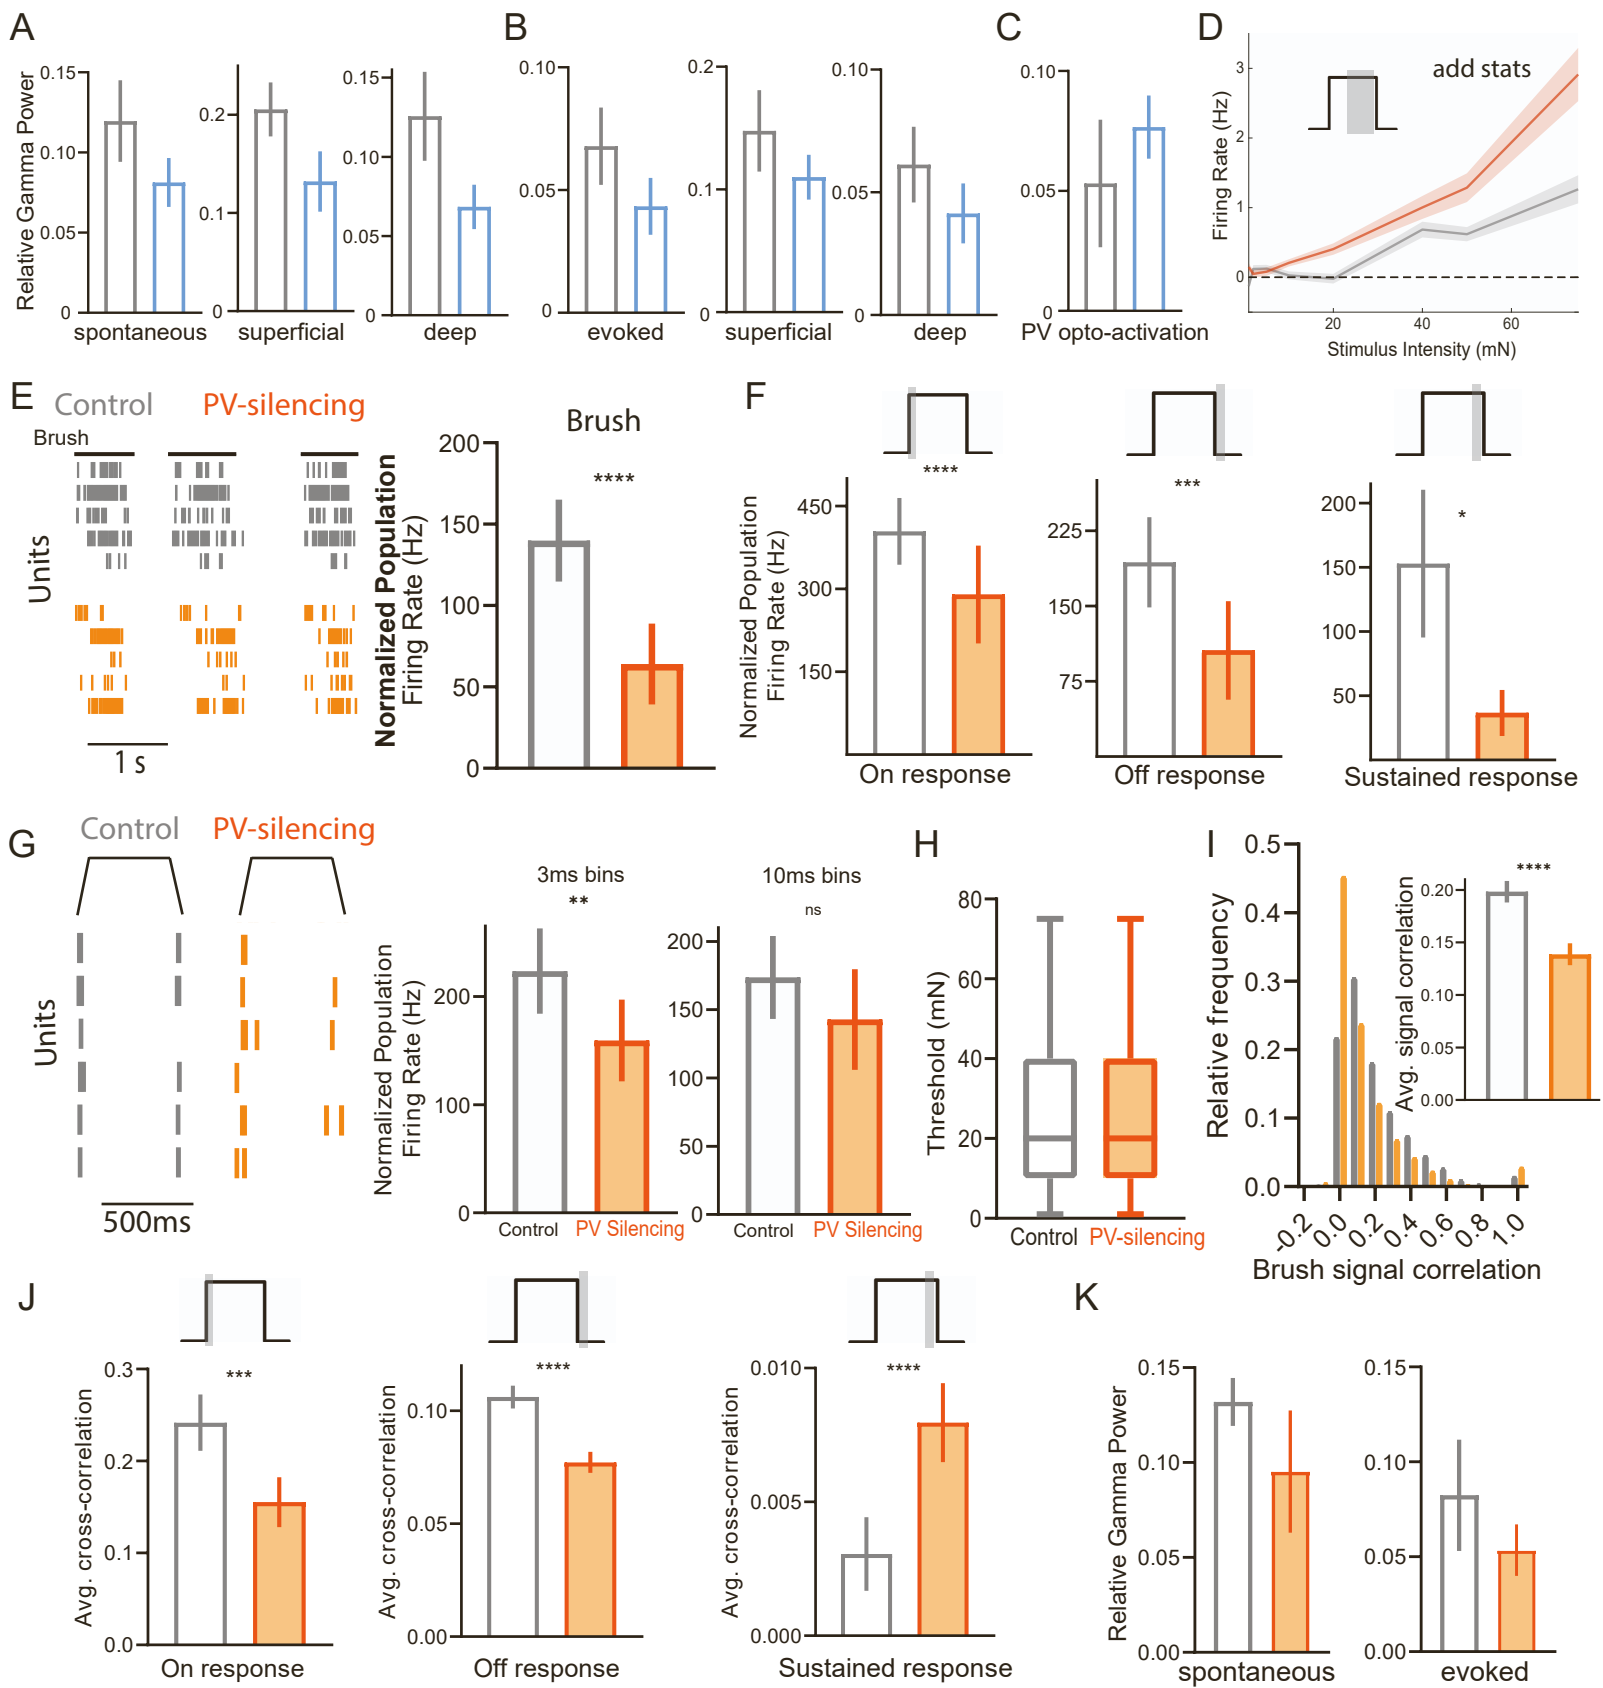 A
B
C
D
Relative Gamma Power
0.15
0.10
0.05
0
spontaneous
0.2
0.1
0
superficial
0.15
0.10
0.05
0
deep
0.10
0.05
0
evoked
0.2
0.1
0
superficial
0.10
0.05
0
deep
0.10
0.05
0
PV opto-activation
add stats
Firing Rate (Hz)
3
2
1
0
20 40 60
Stimulus Intensity (mN)
E
Control PV-silencing
Brush
Units
1 s
Brush
****
Normalized Population
Firing Rate (Hz)
200
150
100
50
0
F
****
Normalized Population
Firing Rate (Hz)
450
300
150
On response
***
225
150
75
Off response
*
200
150
100
50
Sustained response
G
Control PV-silencing
Units
500ms
3ms bins
**
Normalized Population
Firing Rate (Hz)
200
100
0
Control PV Silencing
10ms bins
ns
200
150
100
50
0
Control PV Silencing
H
Threshold (mN)
80
60
40
20
0
Control PV-silencing
I
Relative frequency
0.5
0.4
0.3
0.2
0.1
0.0
-0.2 0.0 0.2 0.4 0.6 0.8 1.0
Brush signal correlation
****
Avg. signal correlation
0.20
0.15
0.10
0.05
0.00
J
***
Avg. cross-correlation
0.3
0.2
0.1
0.0
On response
****
Avg. cross-correlation
0.10
0.05
0.00
Off response
****
Avg. cross-correlation
0.010
0.005
0.000
Sustained response
K
Relative Gamma Power
0.15
0.10
0.05
0.00
spontaneous
0.15
0.10
0.05
0.00
evoked